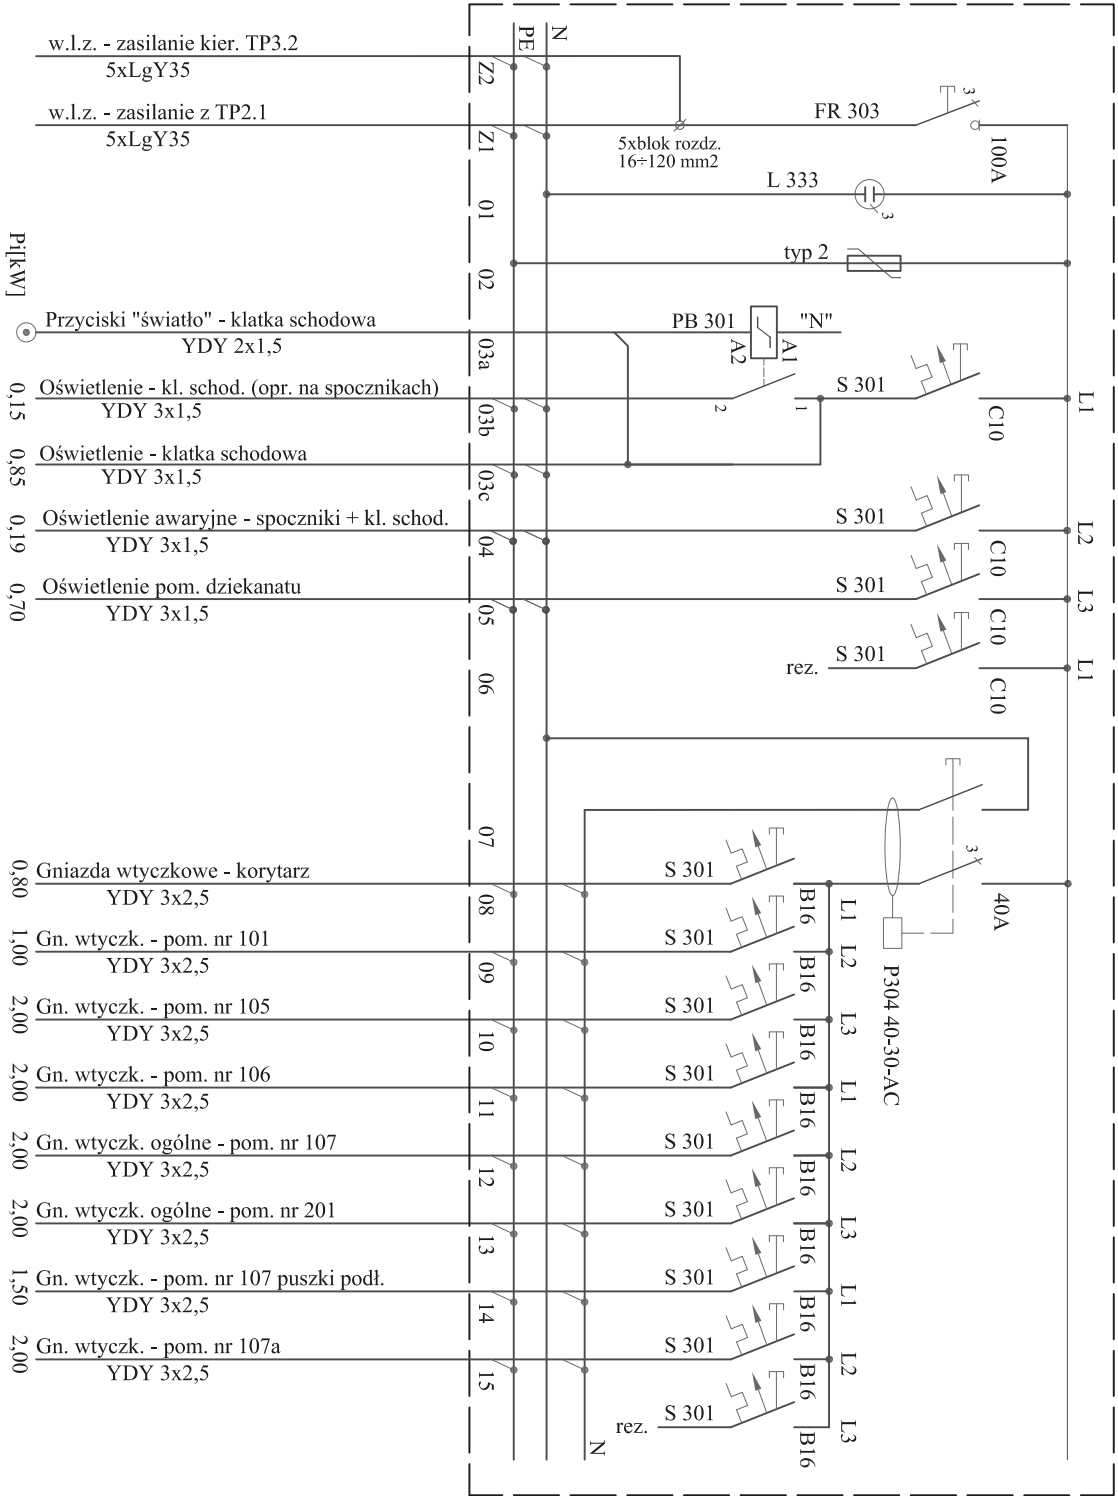 PE
N
w.l.z. - zasilanie kier. TP3.2
5xLgY35
Z2
w.l.z. - zasilanie z TP2.1
5xLgY35
Z1
5xblok rozdz.
16÷120 mm2
FR 303
3
100A
01
L 333
3
02
typ 2
Pi[kW]
Przyciski "światło" - klatka schodowa
YDY 2x1,5
03a
PB 301
A2
A1
"N"
0,15
Oświetlenie - kl. schod. (opr. na spocznikach)
YDY 3x1,5
03b
2
1
S 301
C10
L1
0,85
Oświetlenie - klatka schodowa
YDY 3x1,5
03c
0,19
Oświetlenie awaryjne - spoczniki + kl. schod.
YDY 3x1,5
04
S 301
C10
L2
0,70
Oświetlenie pom. dziekanatu
YDY 3x1,5
05
S 301
C10
L3
06
rez.
S 301
C10
L1
07
3
40A
P304 40-30-AC
0,80
Gniazda wtyczkowe - korytarz
YDY 3x2,5
08
S 301
B16
L1
1,00
Gn. wtyczk. - pom. nr 101
YDY 3x2,5
09
S 301
B16
L2
2,00
Gn. wtyczk. - pom. nr 105
YDY 3x2,5
10
S 301
B16
L3
2,00
Gn. wtyczk. - pom. nr 106
YDY 3x2,5
11
S 301
B16
L1
2,00
Gn. wtyczk. ogólne - pom. nr 107
YDY 3x2,5
12
S 301
B16
L2
2,00
Gn. wtyczk. ogólne - pom. nr 201
YDY 3x2,5
13
S 301
B16
L3
1,50
Gn. wtyczk. - pom. nr 107 puszki podł.
YDY 3x2,5
14
S 301
B16
L1
2,00
Gn. wtyczk. - pom. nr 107a
YDY 3x2,5
15
S 301
B16
L2
rez.
S 301
B16
L3
N